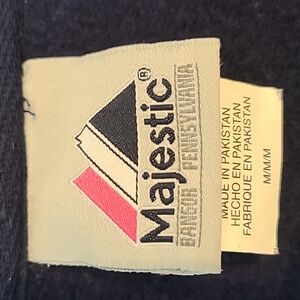 Majestic®
BANGOR PENNSYLVANIA
MADE IN PAKISTAN
HECHO EN PAKISTAN
FABRIQUE EN PAKISTAN
M/M/M